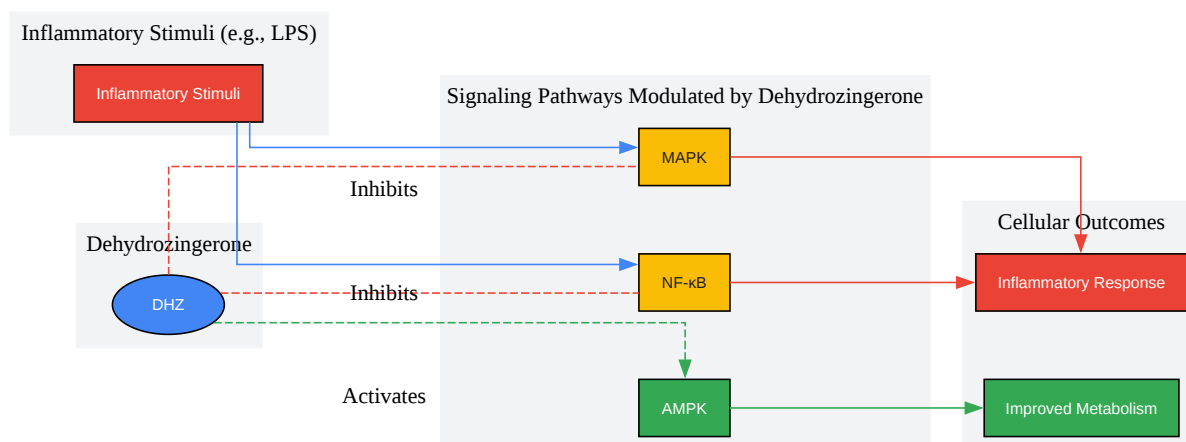 Inflammatory Stimuli (e.g., LPS)
Inflammatory Stimuli
Signaling Pathways Modulated by Dehydrozingerone
MAPK
Inhibits
Cellular Outcomes
Dehydrozingerone
DHZ
Inhibits
NF-κB
Inflammatory Response
Activates
AMPK
Improved Metabolism